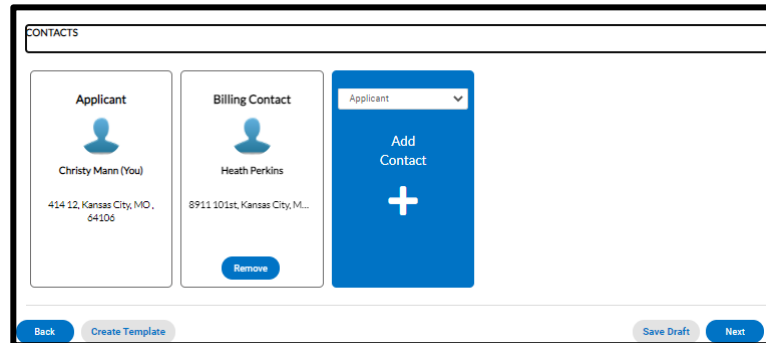 CONTACTS
Applicant
Christy Mann (You)
414 12, Kansas City, MO ,
64106
Billing Contact
Heath Perkins
8911 101st, Kansas City, M...
Remove
Applicant
Add
Contact
Back
Create Template
Save Draft
Next